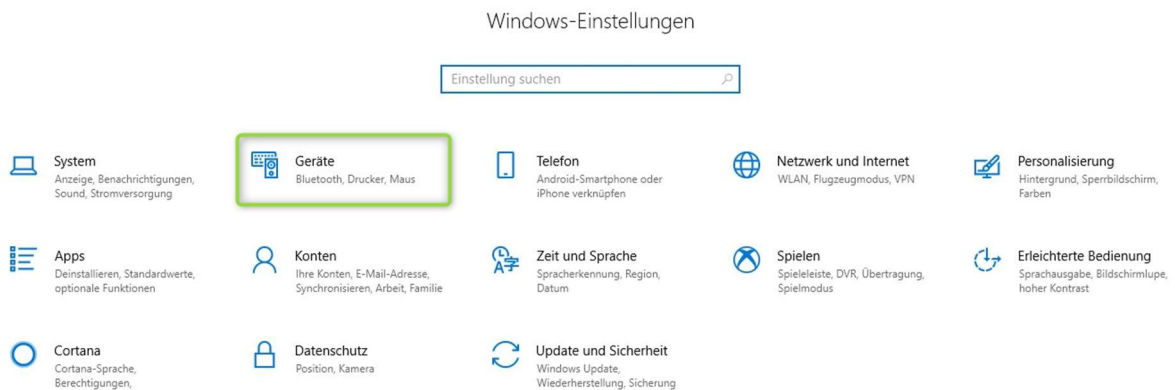 Windows-Einstellungen
Einstellung suchen
System
Anzeige, Benachrichtigungen,
Sound, Stromversorgung
Geräte
Bluetooth, Drucker, Maus
Telefon
Android-Smartphone oder
iPhone verknüpfen
Netzwerk und Internet
WLAN, Flugzeugmodus, VPN
Personalisierung
Hintergrund, Sperrbildschirm,
Farben
Apps
Deinstallieren, Standardwerte,
optionale Funktionen
Konten
Ihre Konten, E-Mail-Adresse,
Synchronisieren, Arbeit, Familie
Zeit und Sprache
Spracherkennung, Region,
Datum
Spielen
Spieleleiste, DVR, Übertragung,
Spielmodus
Erleichterte Bedienung
Sprachausgabe, Bildschirmlupe,
hoher Kontrast
Cortana
Cortana-Sprache,
Berechtigungen,
Datenschutz
Position, Kamera
Update und Sicherheit
Windows Update,
Wiederherstellung, Sicherung